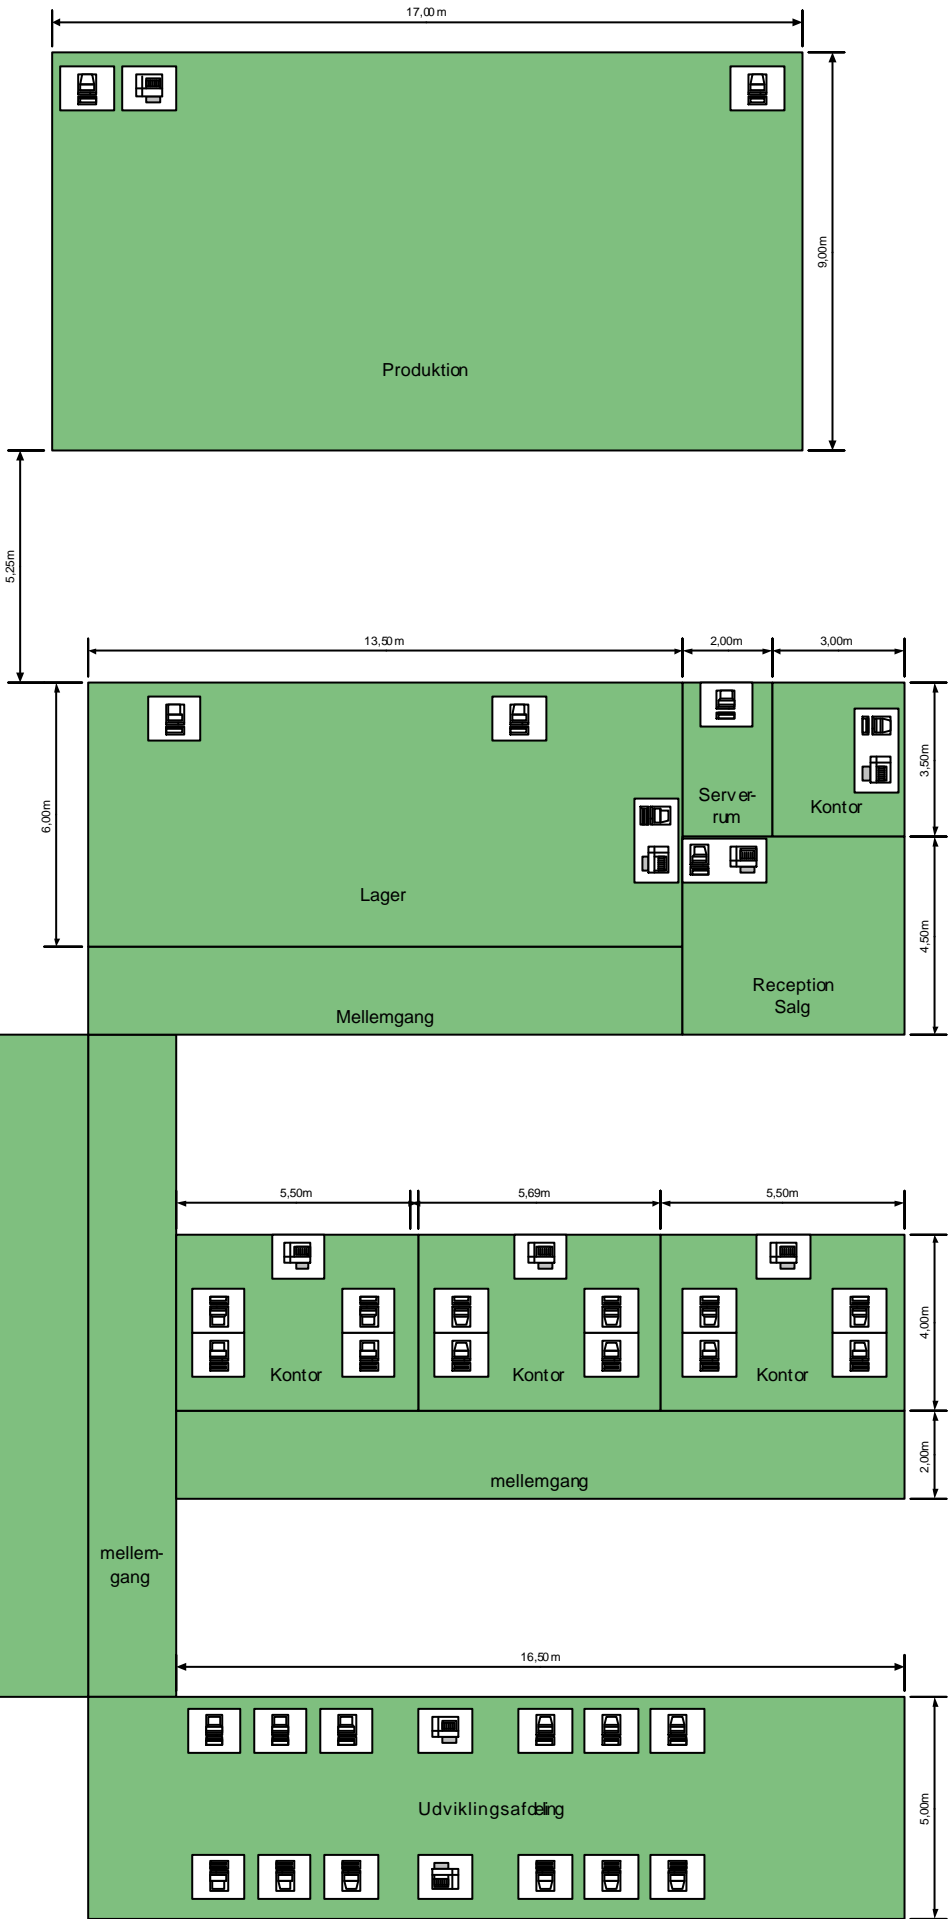 17,00m
9,00m
Produktion
5,25m
13,50m
2,00m
3,00m
6,00m
3,50m
Server-
rum
Kontor
Lager
4,50m
Reception
Salg
Mellemgang
5,50m
5,69m
5,50m
4,00m
Kontor
Kontor
Kontor
2,00m
mellemgang
mellem-
gang
16,50m
5,00m
Udviklingsafdeling